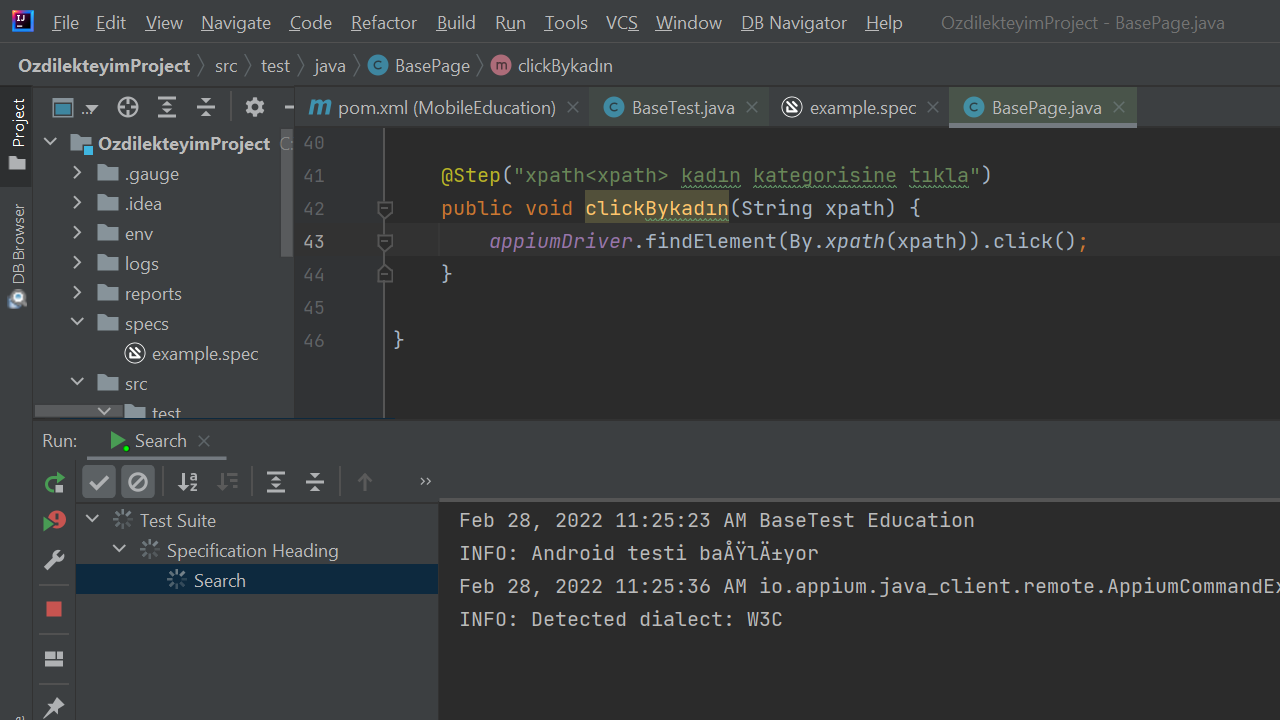 File Edit View Navigate Code Refactor Build Run Tools VCS Window DB Navigator Help OzdilekteyimProject - BasePage.java
OzdilekteyimProject src test java BasePage clickBykadın
Project
DB Browser
pom.xml (MobileEducation) BaseTest.java example.spec BasePage.java
OzdilekteyimProject
.gauge
.idea
env
logs
reports
specs
example.spec
src
test
40
41 @Step("xpath<xpath> kadın kategorisine tıkla")
42 public void clickBykadın(String xpath) {
43 appiumDriver.findElement(By.xpath(xpath)).click();
44 }
45
46 }
Run: Search
Test Suite
Specification Heading
Search
Feb 28, 2022 11:25:23 AM BaseTest Education
INFO: Android testi baÅŸlıyor
Feb 28, 2022 11:25:36 AM io.appium.java_client.remote.AppiumCommandEx
INFO: Detected dialect: W3C